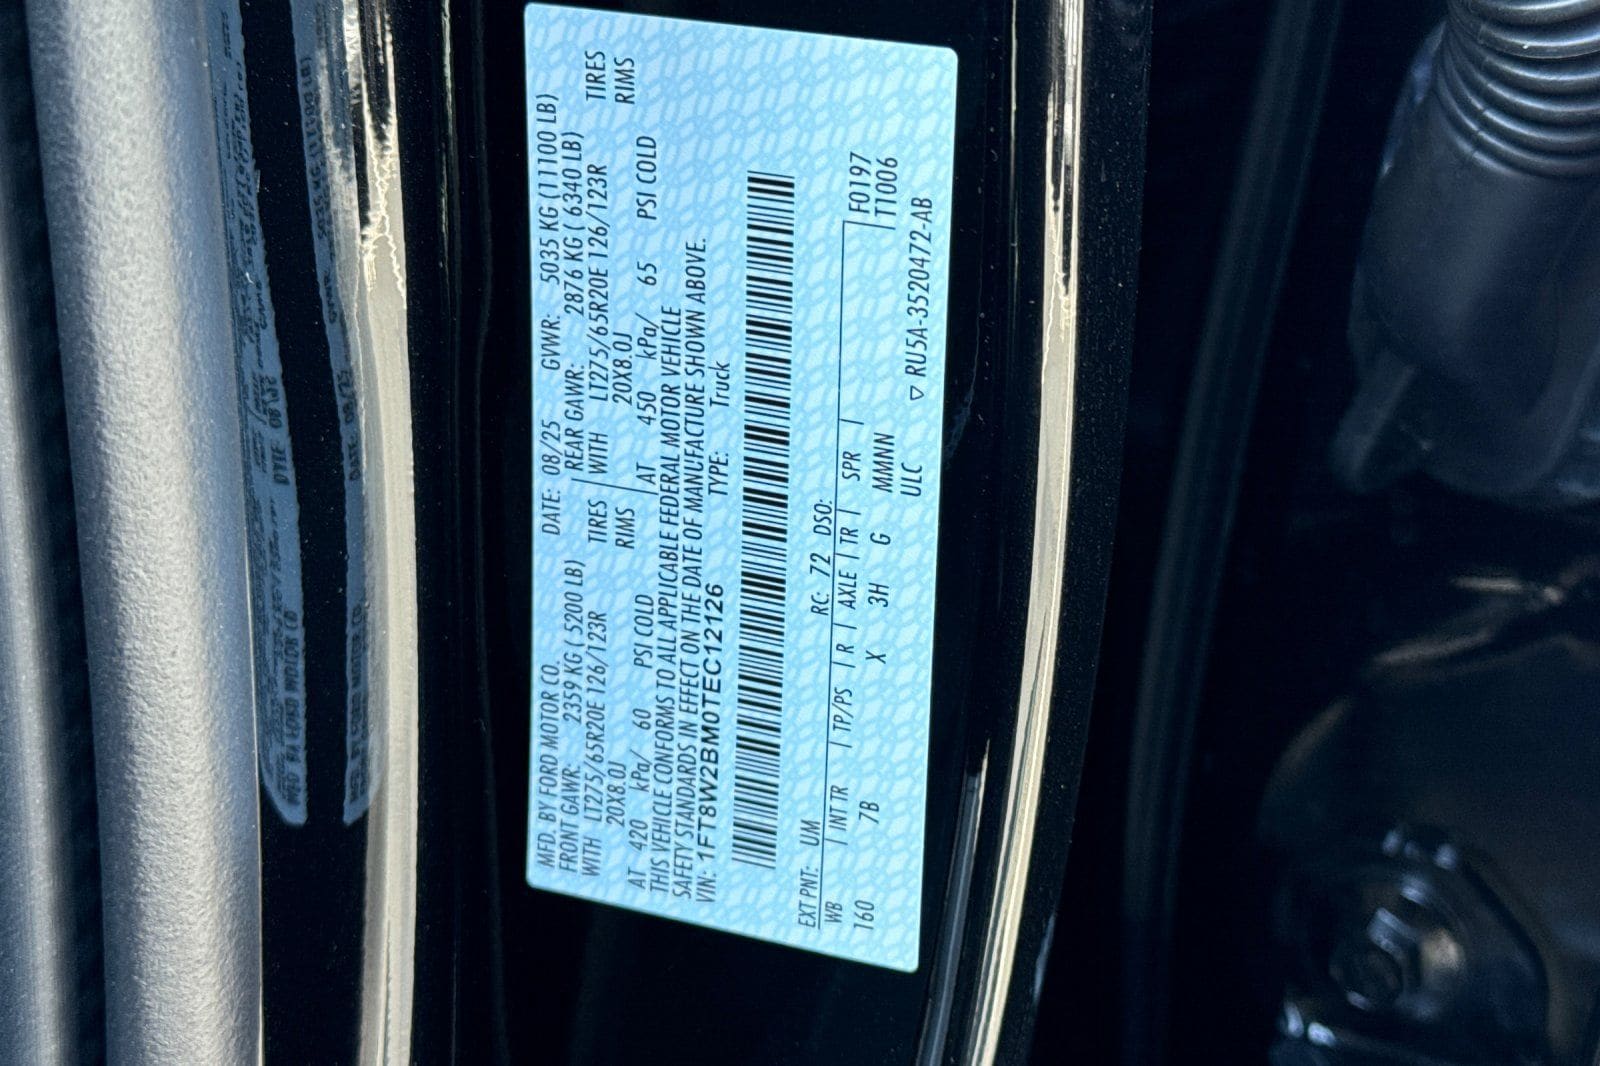 MFD. BY FORD MOTOR CO. DATE: 08/25 GVWR: 5035 KG (11100 LB)
FRONT GAWR: 2359 KG ( 5200 LB) REAR GAWR: 2876 KG ( 6340 LB)
WITH LT275/65R20E 126/123R TIRES WITH LT275/65R20E 126/123R TIRES
20X8.0J RIMS 20X8.0J RIMS
AT 420 kPa/ 60 PSI COLD AT 450 kPa/ 65 PSI COLD
THIS VEHICLE CONFORMS TO ALL APPLICABLE FEDERAL MOTOR VEHICLE
SAFETY STANDARDS IN EFFECT ON THE DATE OF MANUFACTURE SHOWN ABOVE.
VIN: 1FT8W2BM0TEC12126 TYPE: Truck
EXT PNT: UM RC: 72 DSO:
WB INT TR TP/PS R AXLE TR SPR F0197
160 7B X 3H G MMNN T1006
ULC ▽ RU5A-3520472-AB